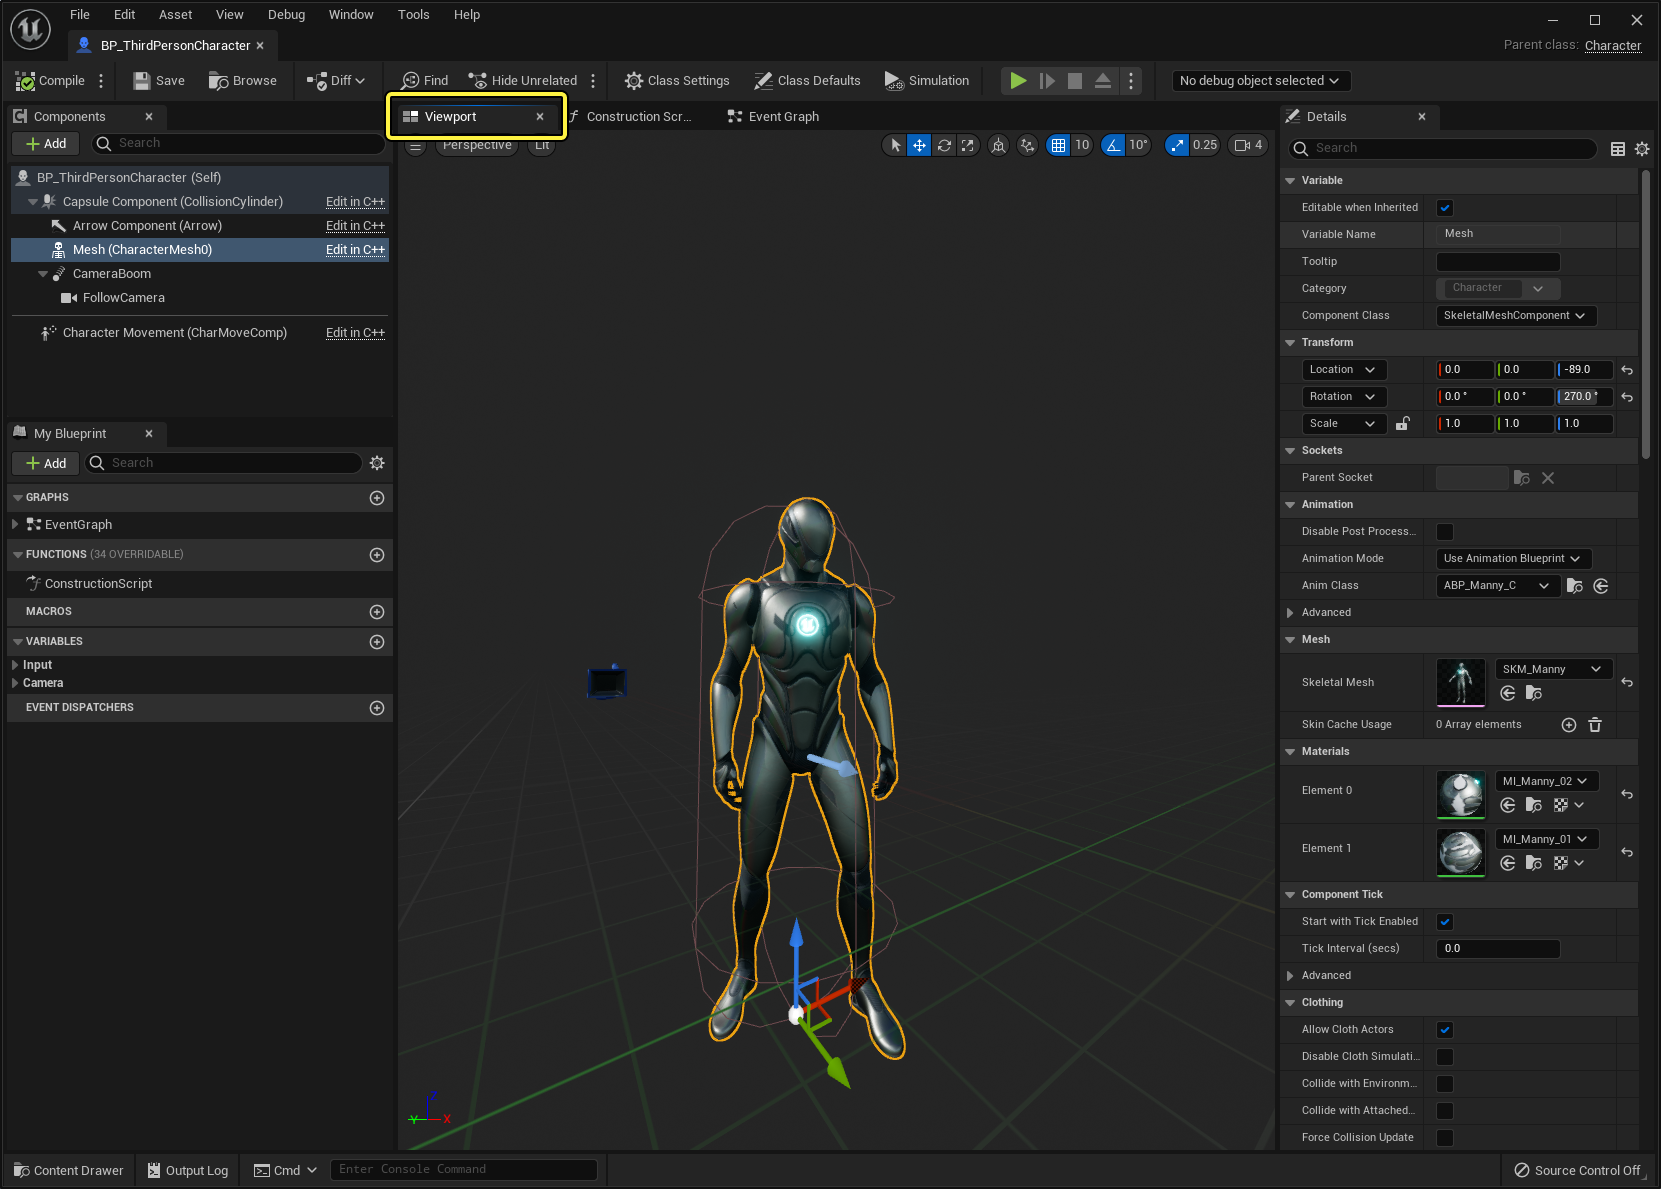 File Edit Asset View Debug Window Tools Help
BP_ThirdPersonCharacter
Parent class: Character
Compile Save Browse Diff Find Hide Unrelated Class Settings Class Defaults Simulation No debug object selected
Components
Viewport
Construction Scr...
Event Graph
Details
Add
Search
Perspective
Lit
10
10°
0.25
4
Search
BP_ThirdPersonCharacter (Self)
Capsule Component (CollisionCylinder) Edit in C++
Arrow Component (Arrow) Edit in C++
Mesh (CharacterMesh0) Edit in C++
CameraBoom
FollowCamera
Character Movement (CharMoveComp) Edit in C++
My Blueprint
Add
Search
GRAPHS
EventGraph
FUNCTIONS (34 OVERRIDABLE)
ConstructionScript
MACROS
VARIABLES
Input
Camera
EVENT DISPATCHERS
Z
Y
X
Variable
Editable when Inherited
Variable Name Mesh
Tooltip
Category Character
Component Class SkeletalMeshComponent
Transform
Location 0.0 0.0 -89.0
Rotation 0.0 ° 0.0 ° 270.0 °
Scale 1.0 1.0 1.0
Sockets
Parent Socket
Animation
Disable Post Process...
Animation Mode Use Animation Blueprint
Anim Class ABP_Manny_C
Advanced
Mesh
Skeletal Mesh SKM_Manny
Skin Cache Usage 0 Array elements
Materials
Element 0 MI_Manny_02
Element 1 MI_Manny_01
Component Tick
Start with Tick Enabled
Tick Interval (secs) 0.0
Advanced
Clothing
Allow Cloth Actors
Disable Cloth Simulati...
Collide with Environm...
Collide with Attached...
Force Collision Update
Content Drawer Output Log Cmd Enter Console Command Source Control Off